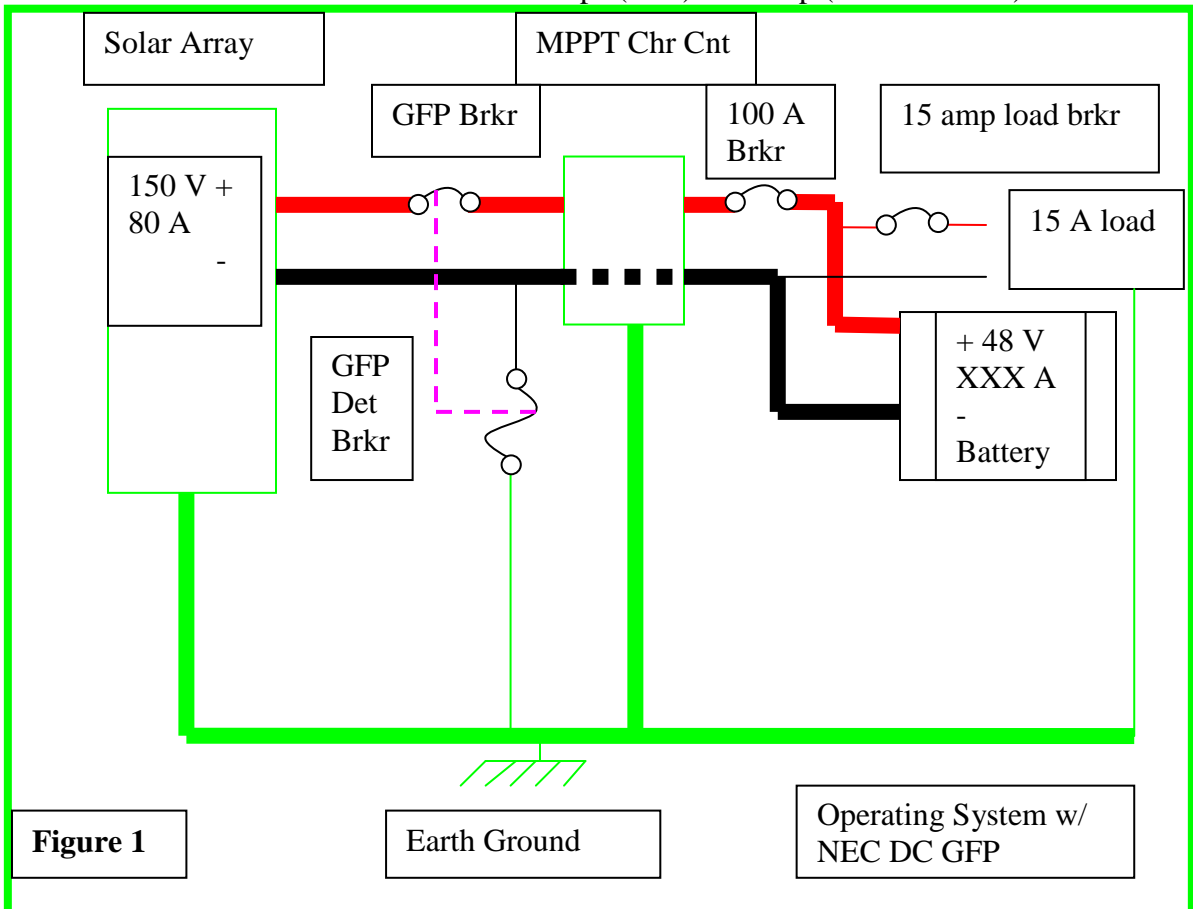 Solar Array
MPPT Chr Cnt
GFP Brkr
100 A
Brkr
15 amp load brkr
150 V +
80 A
-
15 A load
GFP
Det
Brkr
+ 48 V
XXX A
-
Battery
Figure 1
Earth Ground
Operating System w/
NEC DC GFP